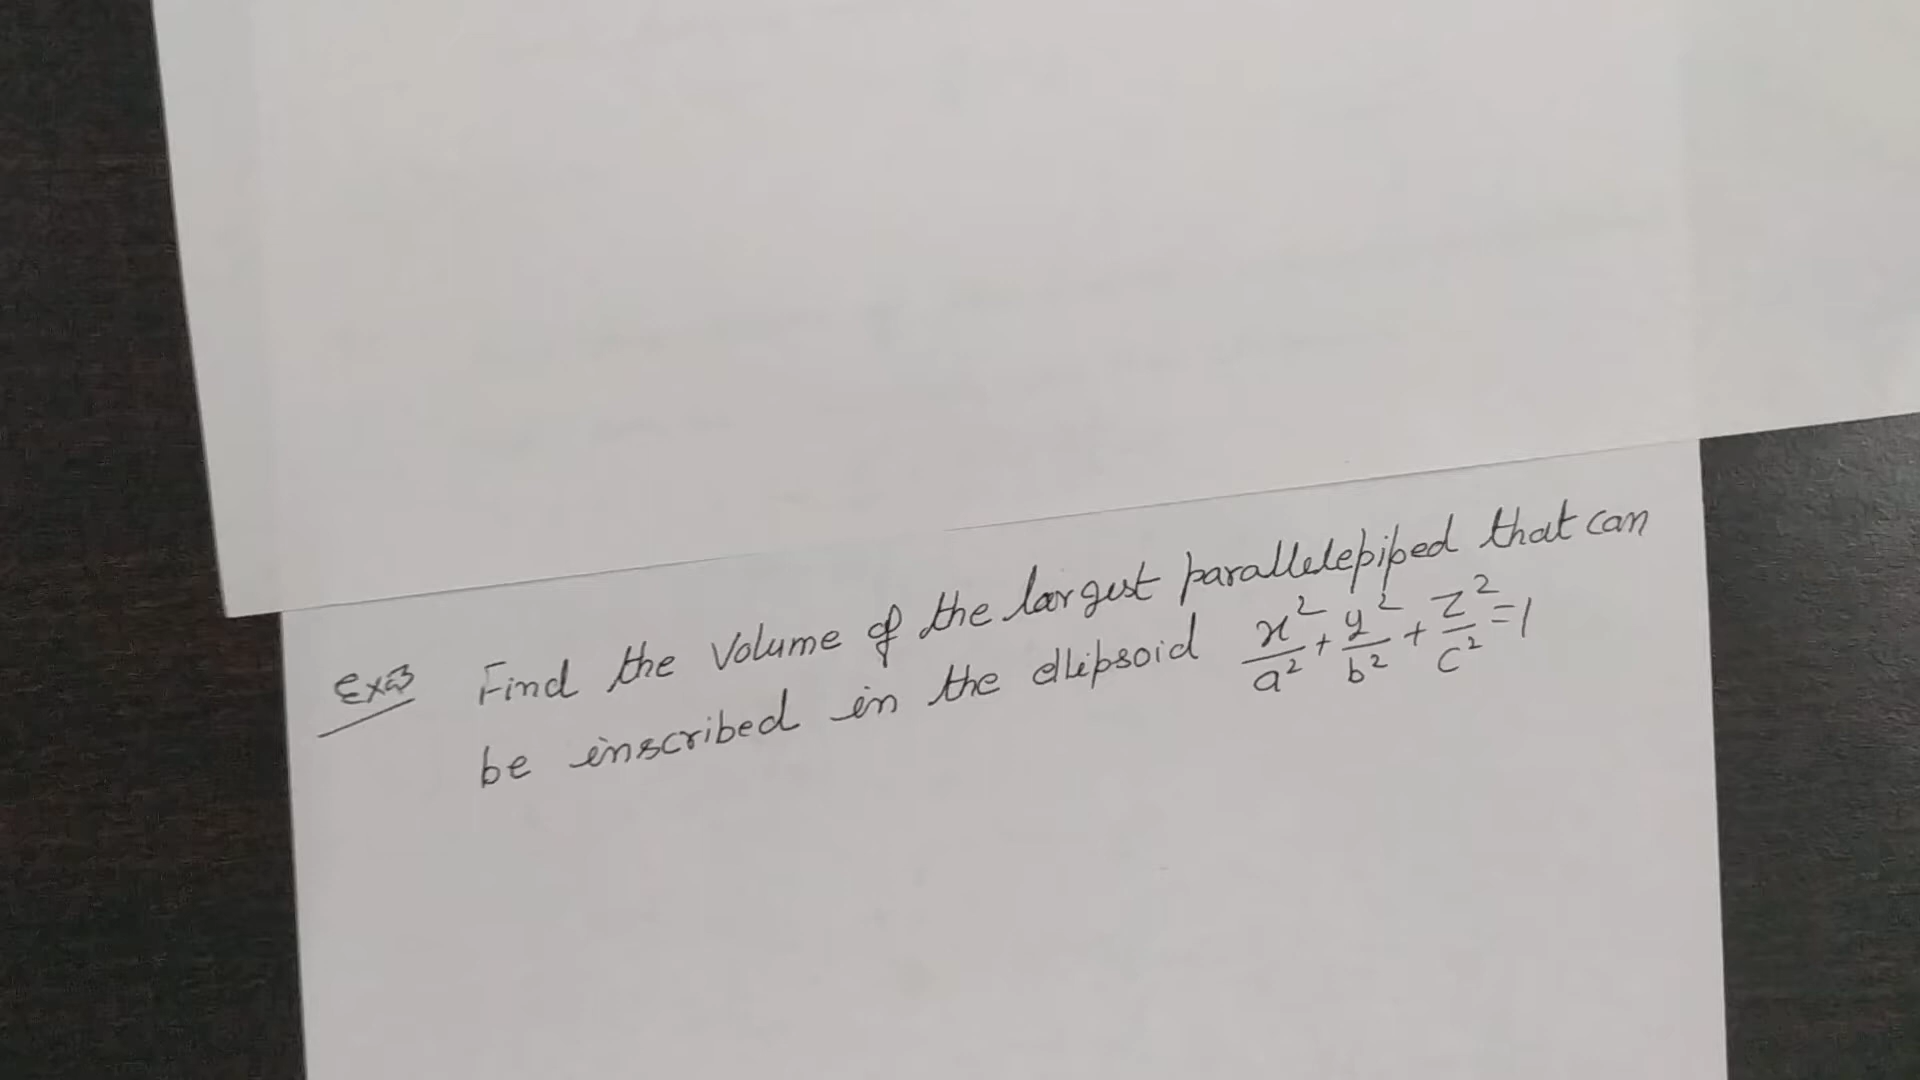 Ex3 Find the Volume of the largest parallelepiped that can
be inscribed in the ellipsoid x²/a² + y²/b² + z²/c² = 1